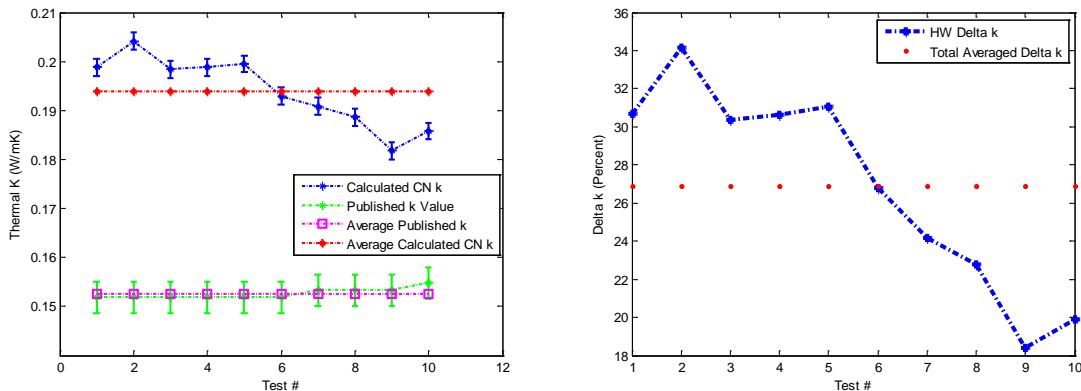 0.21
0.2
0.19
0.18
0.17
0.16
0.15
Thermal K (W/mK)
0 2 4 6 8 10 12
Test #
Calculated CN k
Published k Value
Average Published k
Average Calculated CN k
36
34
32
30
28
26
24
22
20
18
Delta k (Percent)
1 2 3 4 5 6 7 8 9 10
Test #
HW Delta k
Total Averaged Delta k